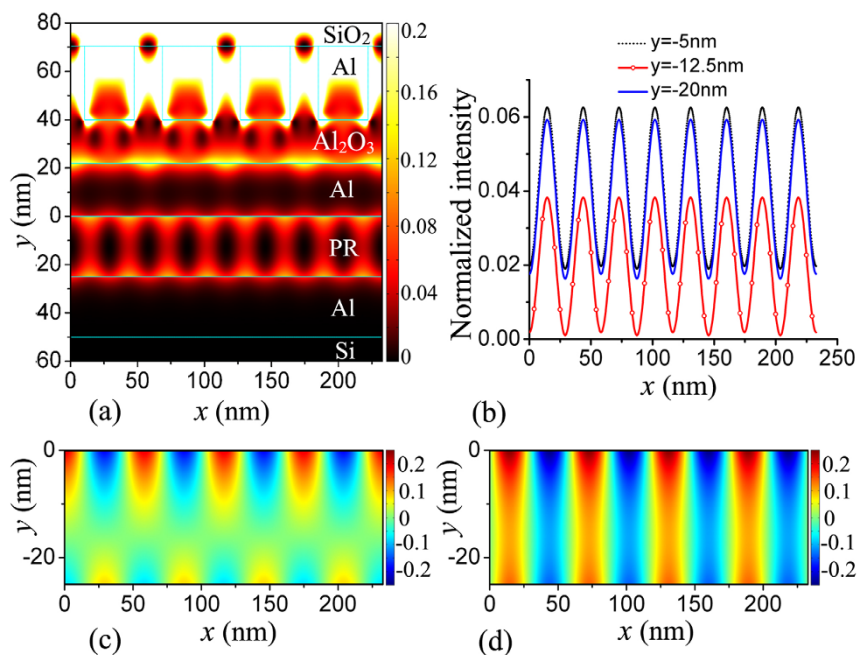 80
60
40
20
0
20
40
60
y (nm)
SiO₂
Al
Al₂O₃
Al
PR
Al
Si
0.2
0.16
0.12
0.08
0.04
0
0 50 100 150 200
(a) x (nm)
y=-5nm
y=-12.5nm
y=-20nm
Normalized intensity
0.06
0.04
0.02
0.00
0 50 100 150 200 250
(b) x (nm)
y (nm)
0
-20
0.2
0.1
0
-0.1
-0.2
0 50 100 150 200
(c) x (nm)
y (nm)
0
-10
-20
0.2
0.1
0
-0.1
-0.2
0 50 100 150 200
(d) x (nm)